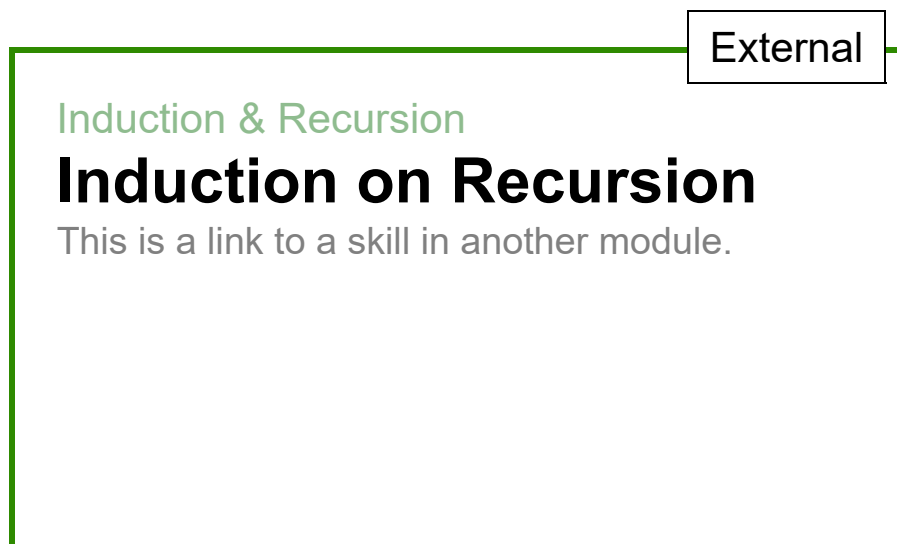 External
Induction & Recursion
Induction on Recursion
This is a link to a skill in another module.